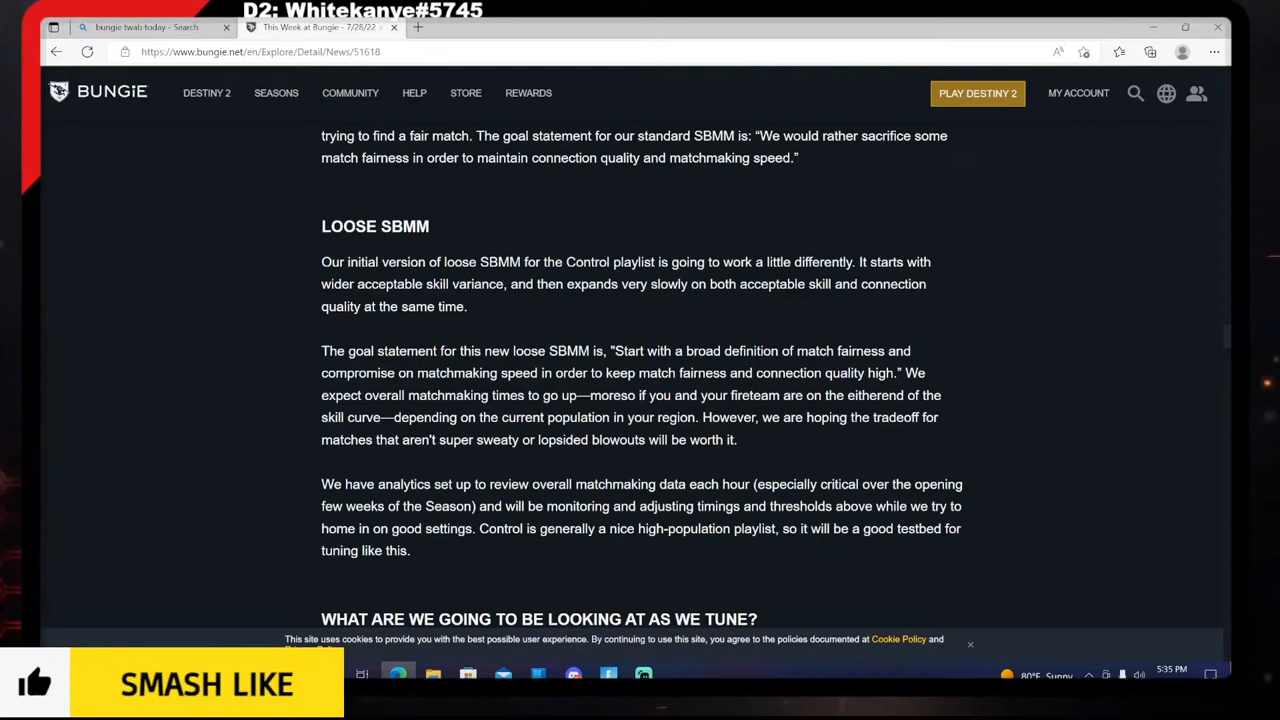 D2: Whitekanye#5745
bungie twab today - Search
This Week at Bungie - 7/28/22 >
https://www.bungie.net/en/Explore/Detail/News/51618
BUNGiE
DESTINY 2 SEASONS COMMUNITY HELP STORE REWARDS
PLAY DESTINY 2 MY ACCOUNT
trying to find a fair match. The goal statement for our standard SBMM is: “We would rather sacrifice some
match fairness in order to maintain connection quality and matchmaking speed.”
LOOSE SBMM
Our initial version of loose SBMM for the Control playlist is going to work a little differently. It starts with
wider acceptable skill variance, and then expands very slowly on both acceptable skill and connection
quality at the same time.
The goal statement for this new loose SBMM is, "Start with a broad definition of match fairness and
compromise on matchmaking speed in order to keep match fairness and connection quality high.” We
expect overall matchmaking times to go up—moreso if you and your fireteam are on the eitherend of the
skill curve—depending on the current population in your region. However, we are hoping the tradeoff for
matches that aren't super sweaty or lopsided blowouts will be worth it.
We have analytics set up to review overall matchmaking data each hour (especially critical over the opening
few weeks of the Season) and will be monitoring and adjusting timings and thresholds above while we try to
home in on good settings. Control is generally a nice high-population playlist, so it will be a good testbed for
tuning like this.
WHAT ARE WE GOING TO BE LOOKING AT AS WE TUNE?
This site uses cookies to provide you with the best possible user experience. By continuing to use this site, you agree to the policies documented at Cookie Policy and
80°F Sunny
5:35 PM
SMASH LIKE